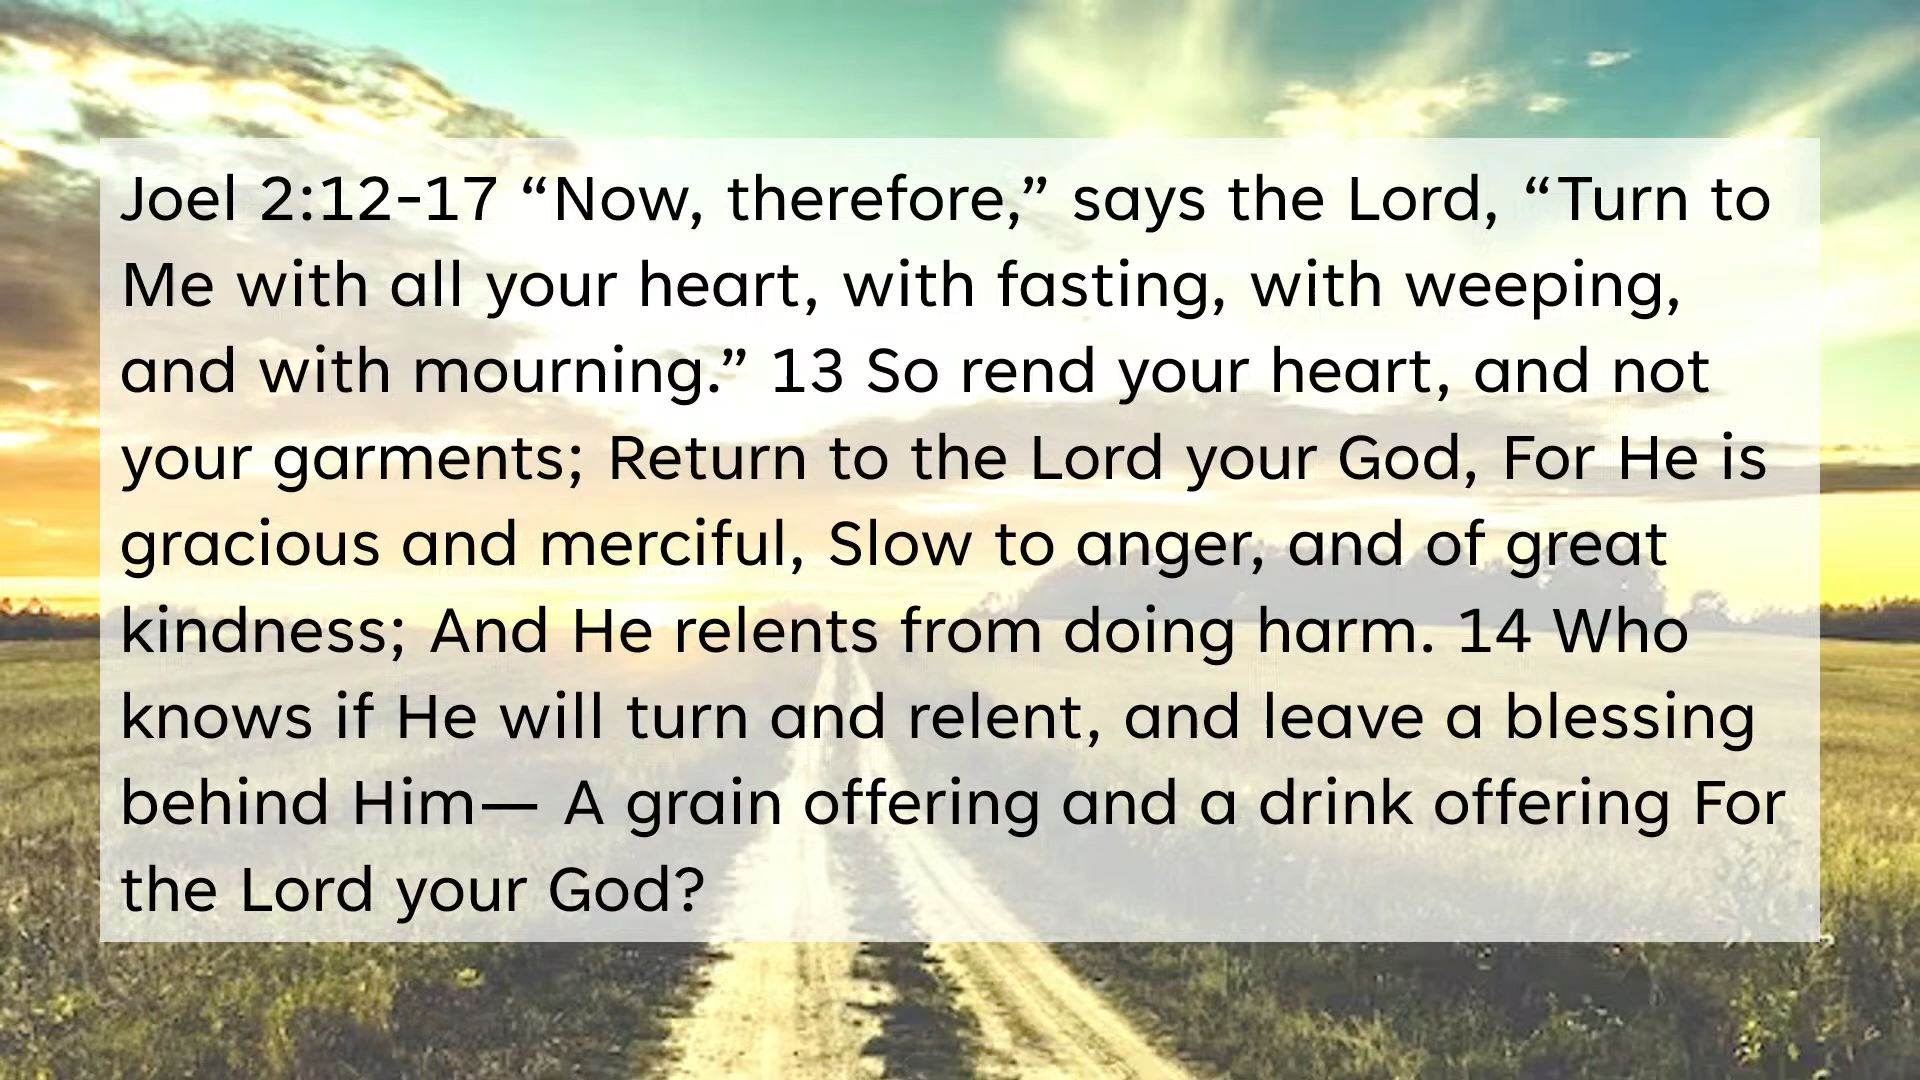 Joel 2:12-17 “Now, therefore,” says the Lord, “Turn to
Me with all your heart, with fasting, with weeping,
and with mourning.” 13 So rend your heart, and not
your garments; Return to the Lord your God, For He is
gracious and merciful, Slow to anger, and of great
kindness; And He relents from doing harm. 14 Who
knows if He will turn and relent, and leave a blessing
behind Him— A grain offering and a drink offering For
the Lord your God?